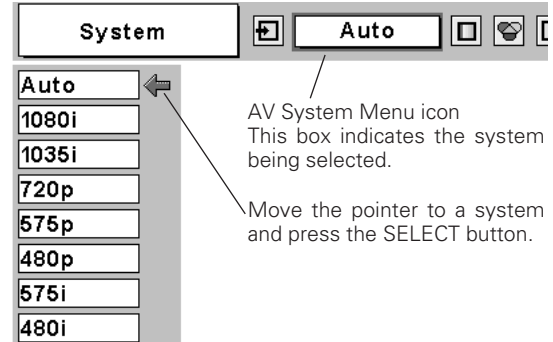 System
Auto
Auto
1080i
1035i
720p
575p
480p
575i
480i
AV System Menu icon
This box indicates the system
being selected.
Move the pointer to a system
and press the SELECT button.